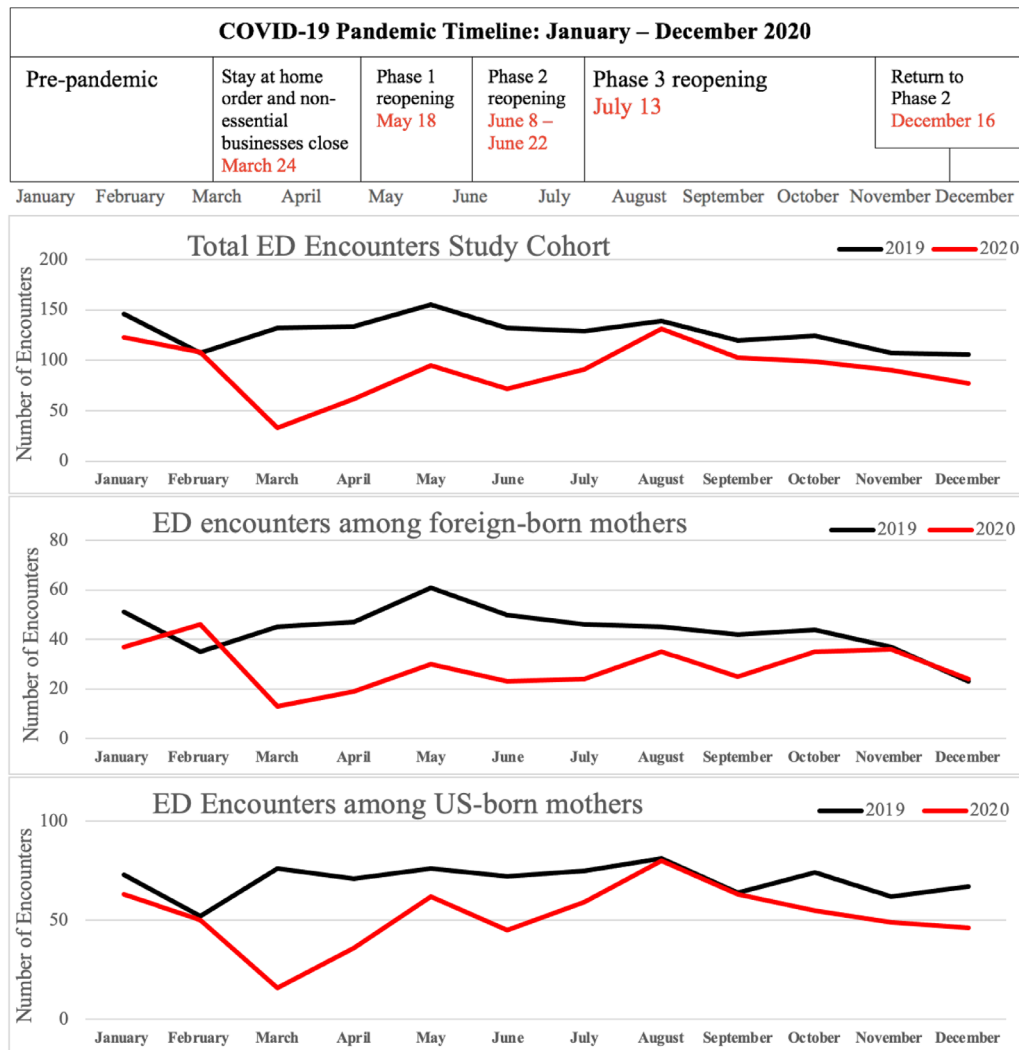 COVID-19 Pandemic Timeline: January – December 2020
Pre-pandemic
Stay at home
order and non-
essential
businesses close
March 24
Phase 1
reopening
May 18
Phase 2
reopening
June 8 –
June 22
Phase 3 reopening
July 13
Return to
Phase 2
December 16
January February March April May June July August September October November December
Total ED Encounters Study Cohort
2019 2020
Number of Encounters
200
150
100
50
0
January February March April May June July August September October November December
ED encounters among foreign-born mothers
2019 2020
Number of Encounters
80
60
40
20
0
January February March April May June July August September October November December
ED Encounters among US-born mothers
2019 2020
Number of Encounters
100
50
0
January February March April May June July August September October November December